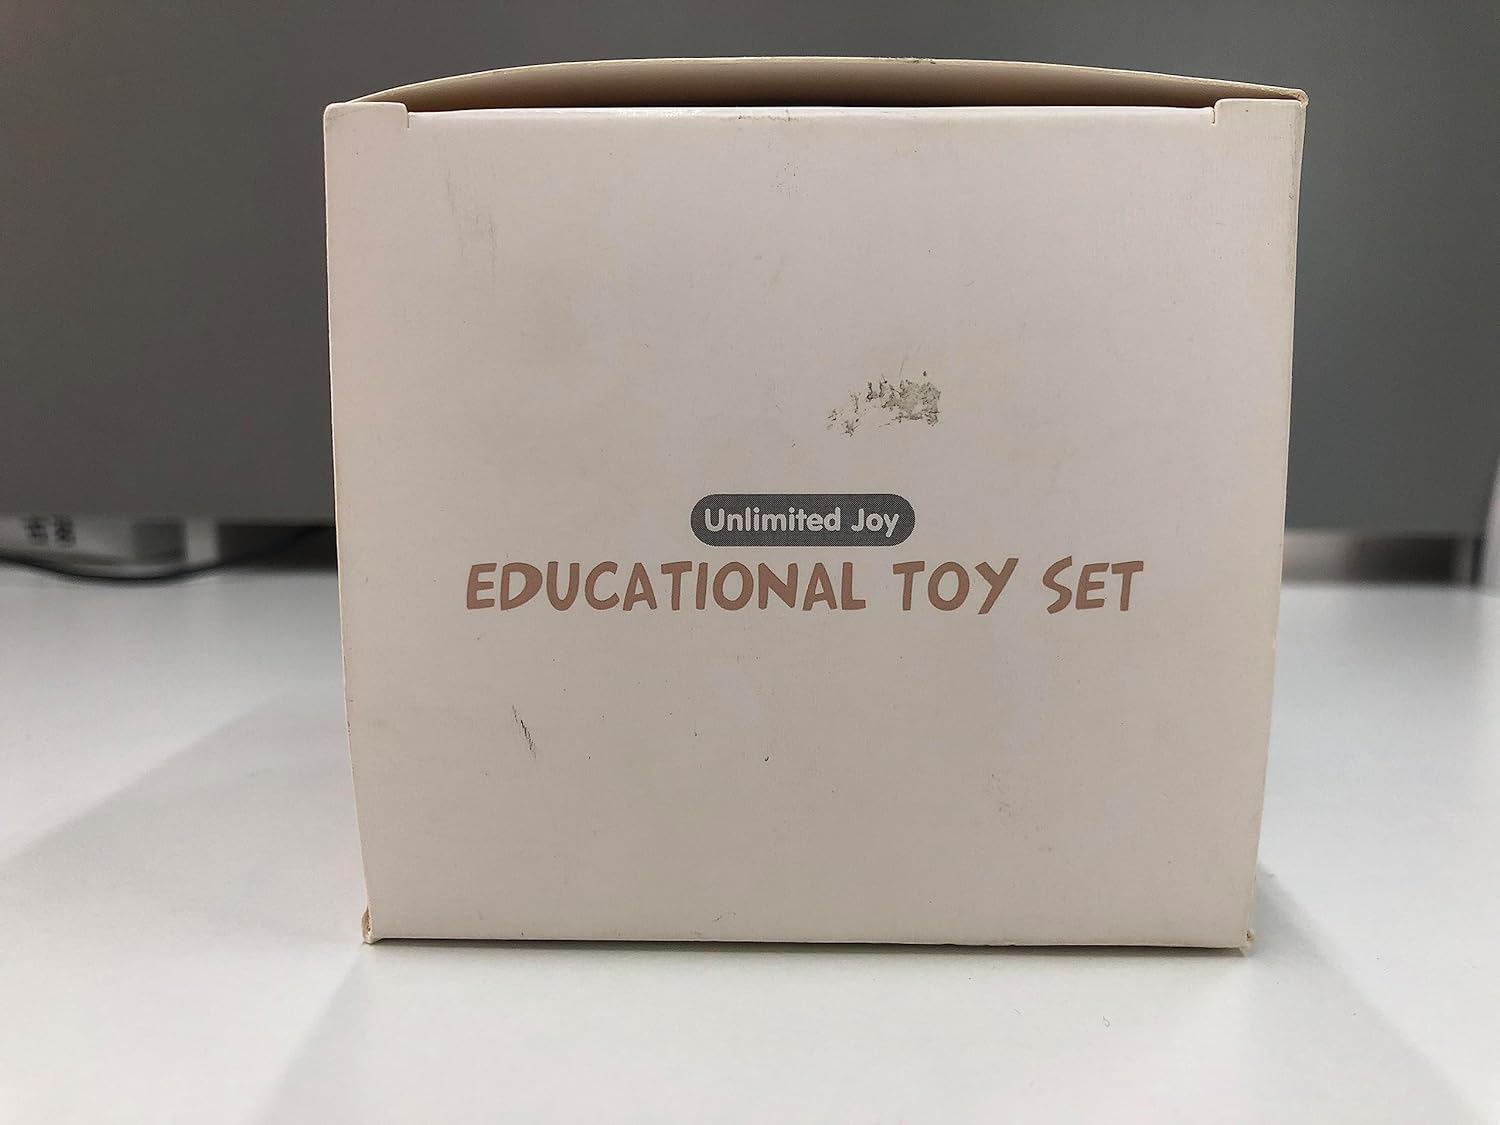 Unlimited Joy
EDUCATIONAL TOY SET